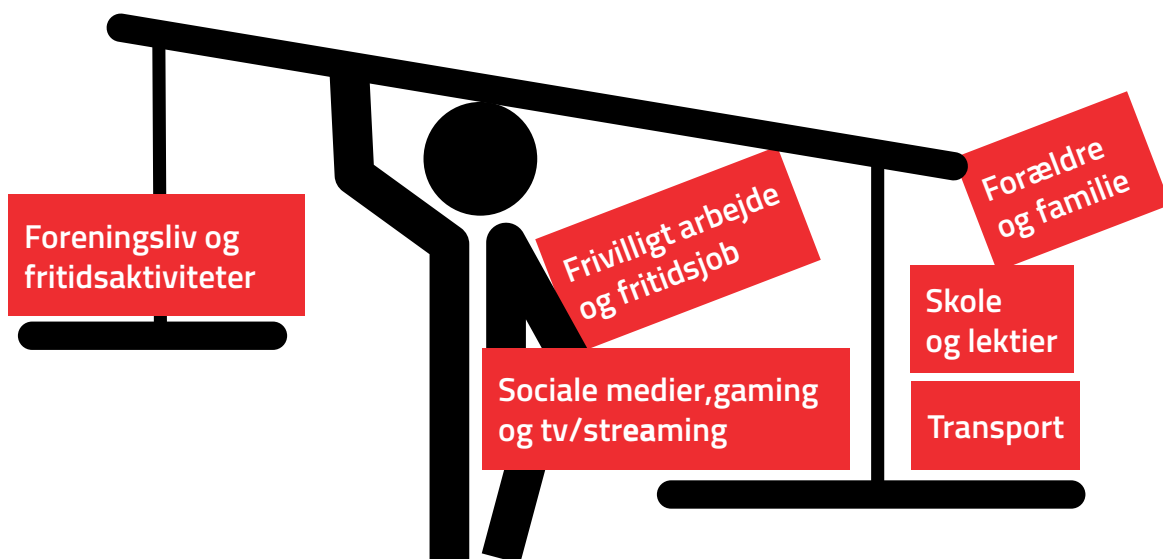 Foreningsliv og
fritidsaktiviteter
Frivilligt arbejde
og fritidsjob
Forældre
og familie
Sociale medier,gaming
og tv/streaming
Skole
og lektier
Transport